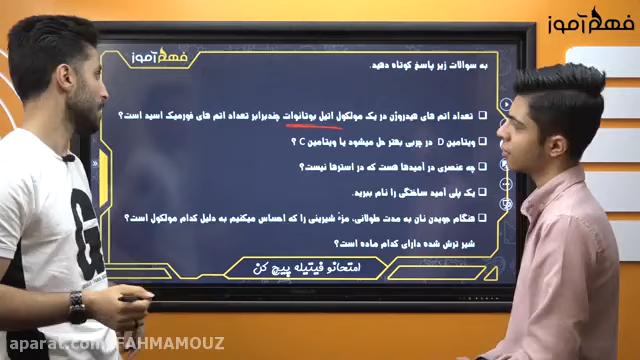 فهم آموز
فهم آموز
به سوالات زیر پاسخ کوتاه دهید.
تعداد اتم های هیدروژن در یک مولکول اتیل بوتانوات چندبرابر تعداد اتم های فورمیک اسید است؟
ویتامین D در چربی بهتر حل میشود یا ویتامین C ؟
چه عنصری در آمیدها هست که در استرها نیست؟
یک پلی آمید ساختگی را نام ببرید.
هنگام جویدن نان به مدت طولانی، مزهٔ شیرینی را که احساس میکنیم به دلیل کدام مولکول است؟
شیر ترش شده دارای کدام ماده است؟
امتحانو فیتیله پیچ کن
aparat.com/FAHMAMOUZ